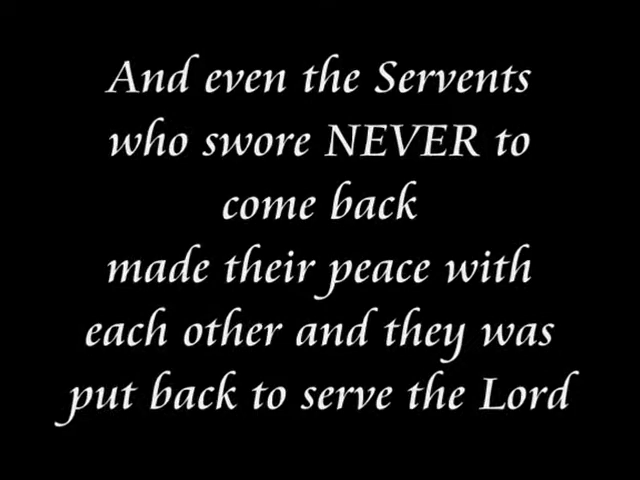 And even the Servents
who swore NEVER to
come back
made their peace with
each other and they was
put back to serve the Lord